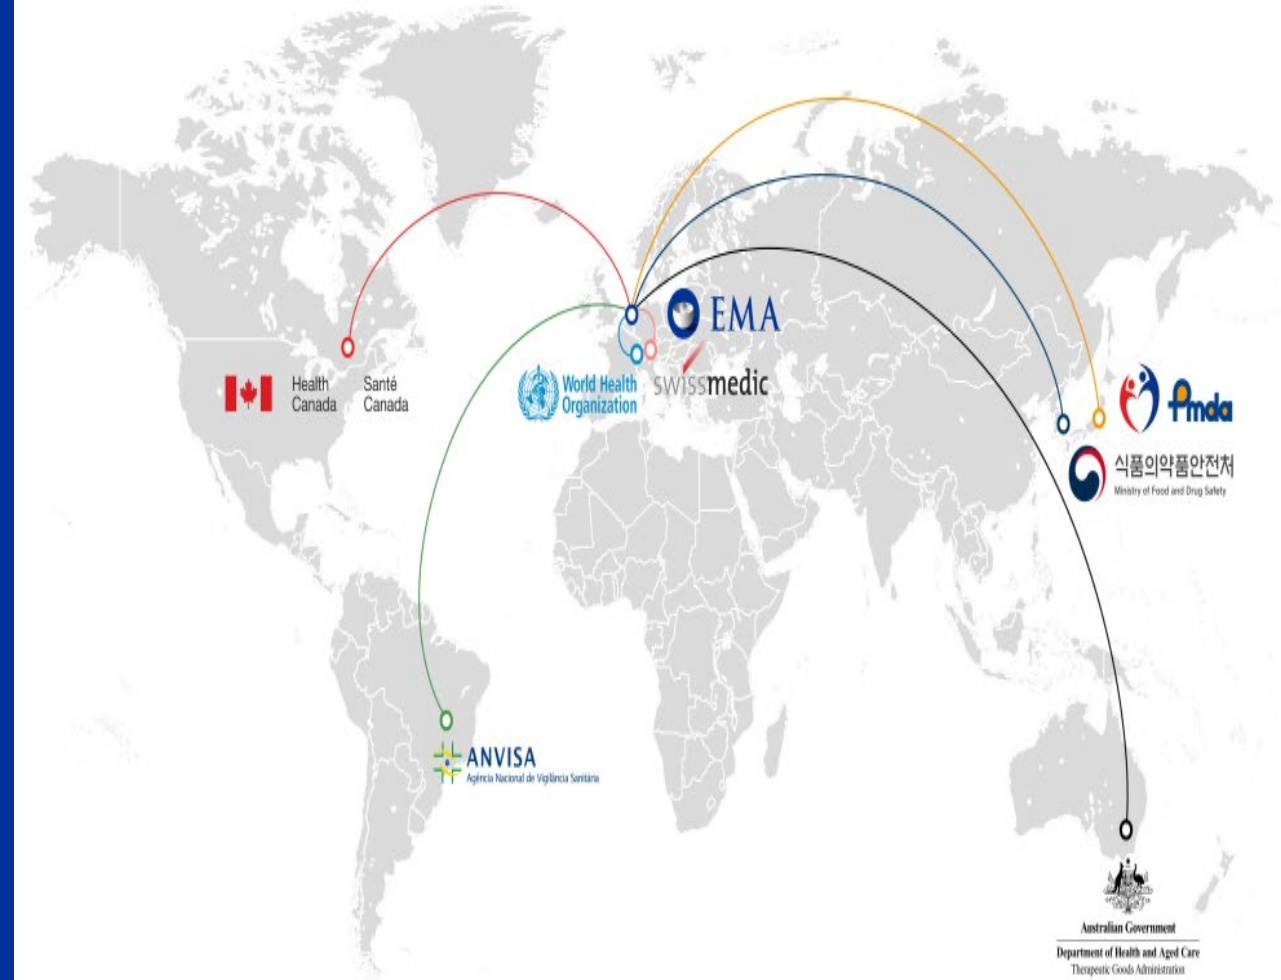 EMA
Health Canada
Santé Canada
World Health
Organization
swissmedic
Pmda
식품의약품안전처
Ministry of Food and Drug Safety
ANVISA
Agência Nacional de Vigilância Sanitária
Australian Government
Department of Health and Aged Care
Therapeutic Goods Administration